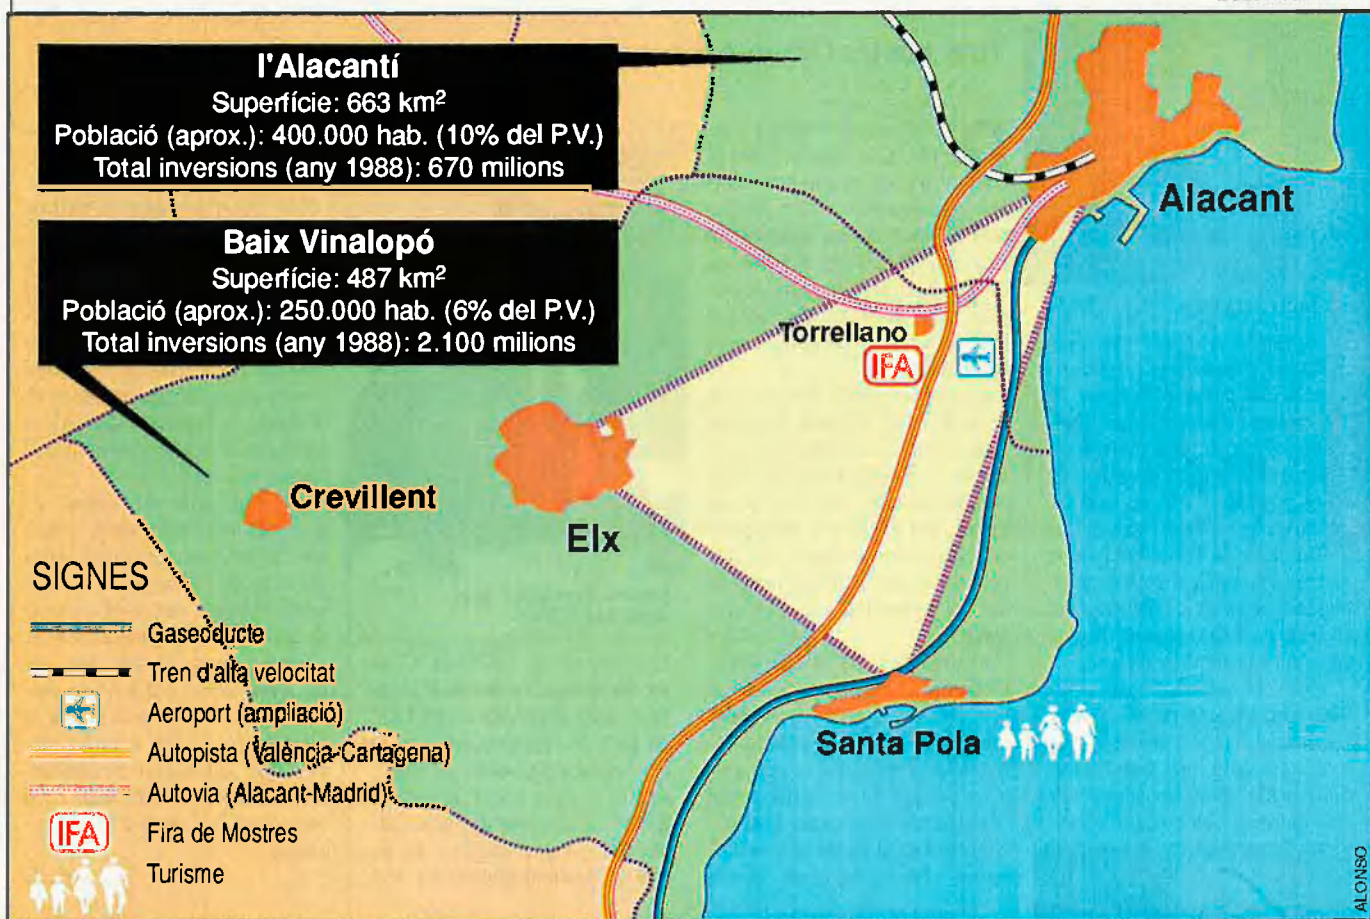 l'Alacantí
Superfície: 663 km²
Població (aprox.): 400.000 hab. (10% del P.V.)
Total inversions (any 1988): 670 milions
Baix Vinalopó
Superfície: 487 km²
Població (aprox.): 250.000 hab. (6% del P.V.)
Total inversions (any 1988): 2.100 milions
Alacant
Torrellano
IFA
Crevillent
Elx
Santa Pola
SIGNES
Gaseoducte
Tren d'alta velocitat
Aeroport (ampliació)
Autopista (València-Cartagena)
Autovia (Alacant-Madrid)
IFA Fira de Mostres
Turisme
ALONSO